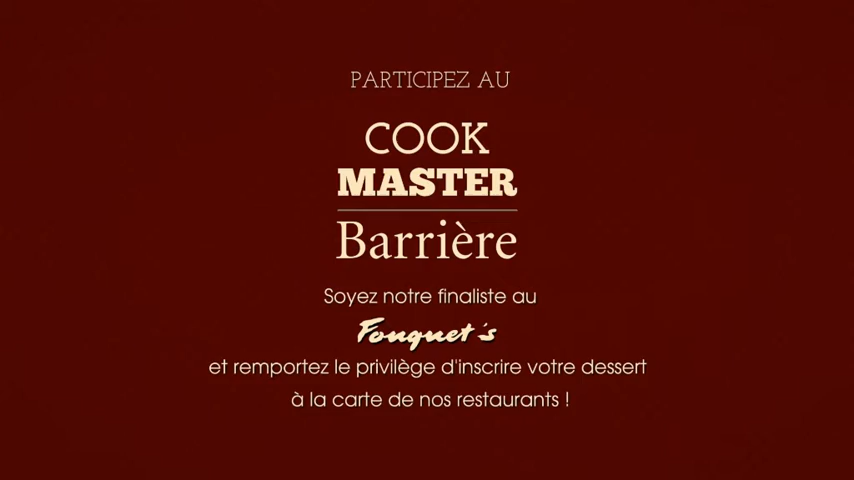 PARTICIPEZ AU
COOK
MASTER
Barrière
Soyez notre finaliste au
Fouquet's
et remportez le privilège d'inscrire votre dessert
à la carte de nos restaurants !